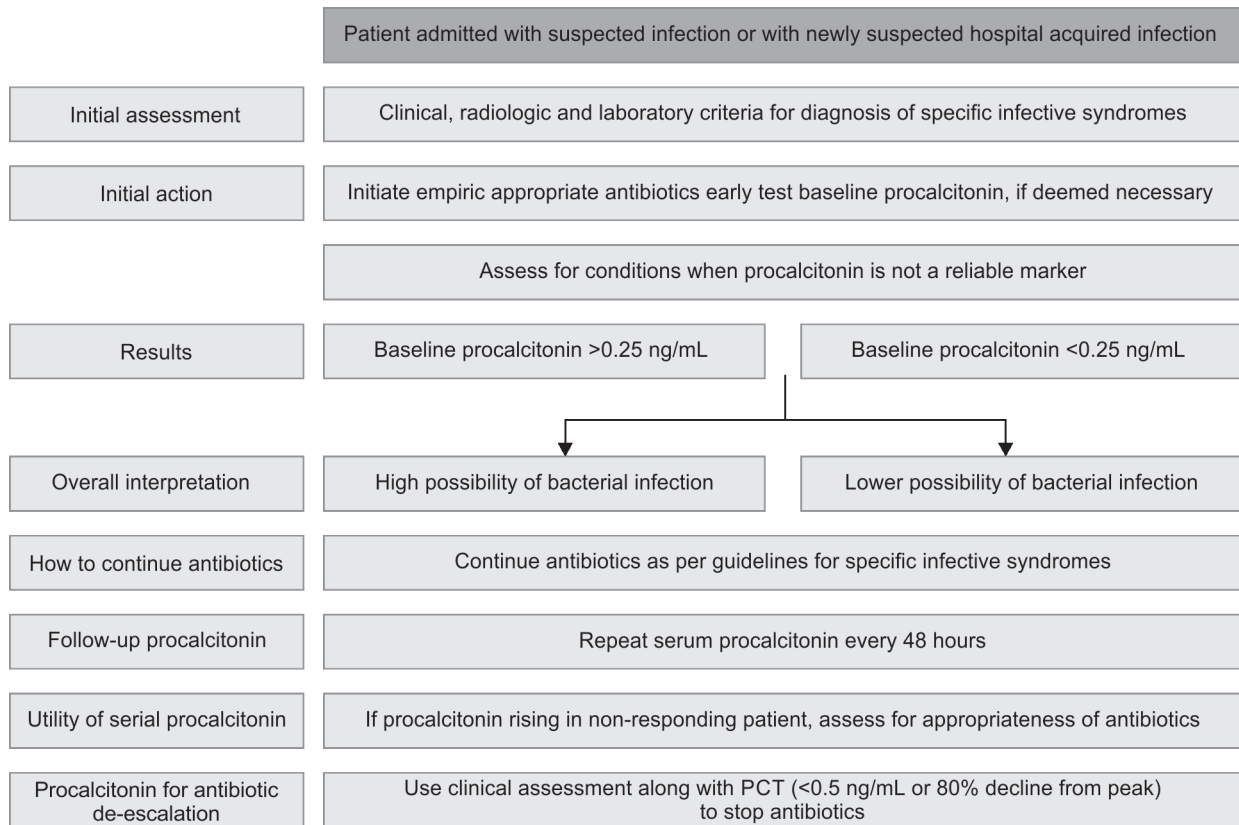 Patient admitted with suspected infection or with newly suspected hospital acquired infection
Initial assessment
Clinical, radiologic and laboratory criteria for diagnosis of specific infective syndromes
Initial action
Initiate empiric appropriate antibiotics early test baseline procalcitonin, if deemed necessary
Assess for conditions when procalcitonin is not a reliable marker
Results
Baseline procalcitonin >0.25 ng/mL
Baseline procalcitonin <0.25 ng/mL
Overall interpretation
High possibility of bacterial infection
Lower possibility of bacterial infection
How to continue antibiotics
Continue antibiotics as per guidelines for specific infective syndromes
Follow-up procalcitonin
Repeat serum procalcitonin every 48 hours
Utility of serial procalcitonin
If procalcitonin rising in non-responding patient, assess for appropriateness of antibiotics
Procalcitonin for antibiotic
de-escalation
Use clinical assessment along with PCT (<0.5 ng/mL or 80% decline from peak)
to stop antibiotics